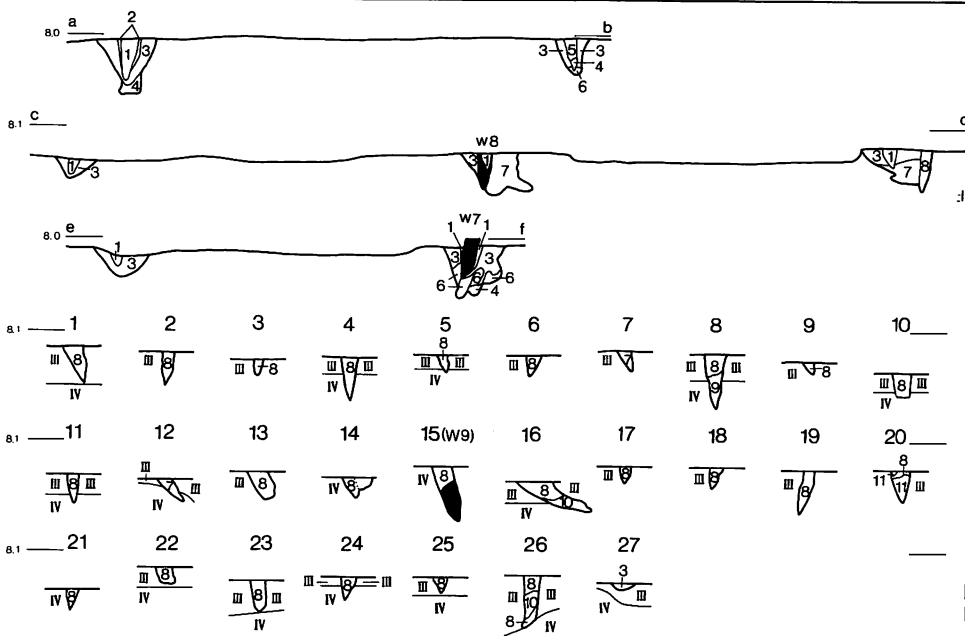 2
8.0 a b
1 3 3 5 3
4 4
6
8.1 c d
w8
1 3 3 1 7 3 1 7 8
w7
8.0 e 1 1 f
1 3 3 3
6 6 6
4
8.1 1 2 3 4 5 6 7 8 9 10
8
III 8 III 8 III 8 III 8 III III III III 8 III 7 III 8 III III 8 III 8 III
IV IV IV IV 9 IV
8.1 11 12 13 14 15(W9) 16 17 18 19 20
III 8
III 8 III 7 III III 8 III 8 IV 8 III 8 III III 8 III 8 III 8 11 11 III
IV IV IV IV 10 IV
8.1 21 22 23 24 25 26 27
3
IV 8 III 8 III 8 III III 8 III III 8 III 8 III III III
IV IV IV IV 10 IV
8 IV